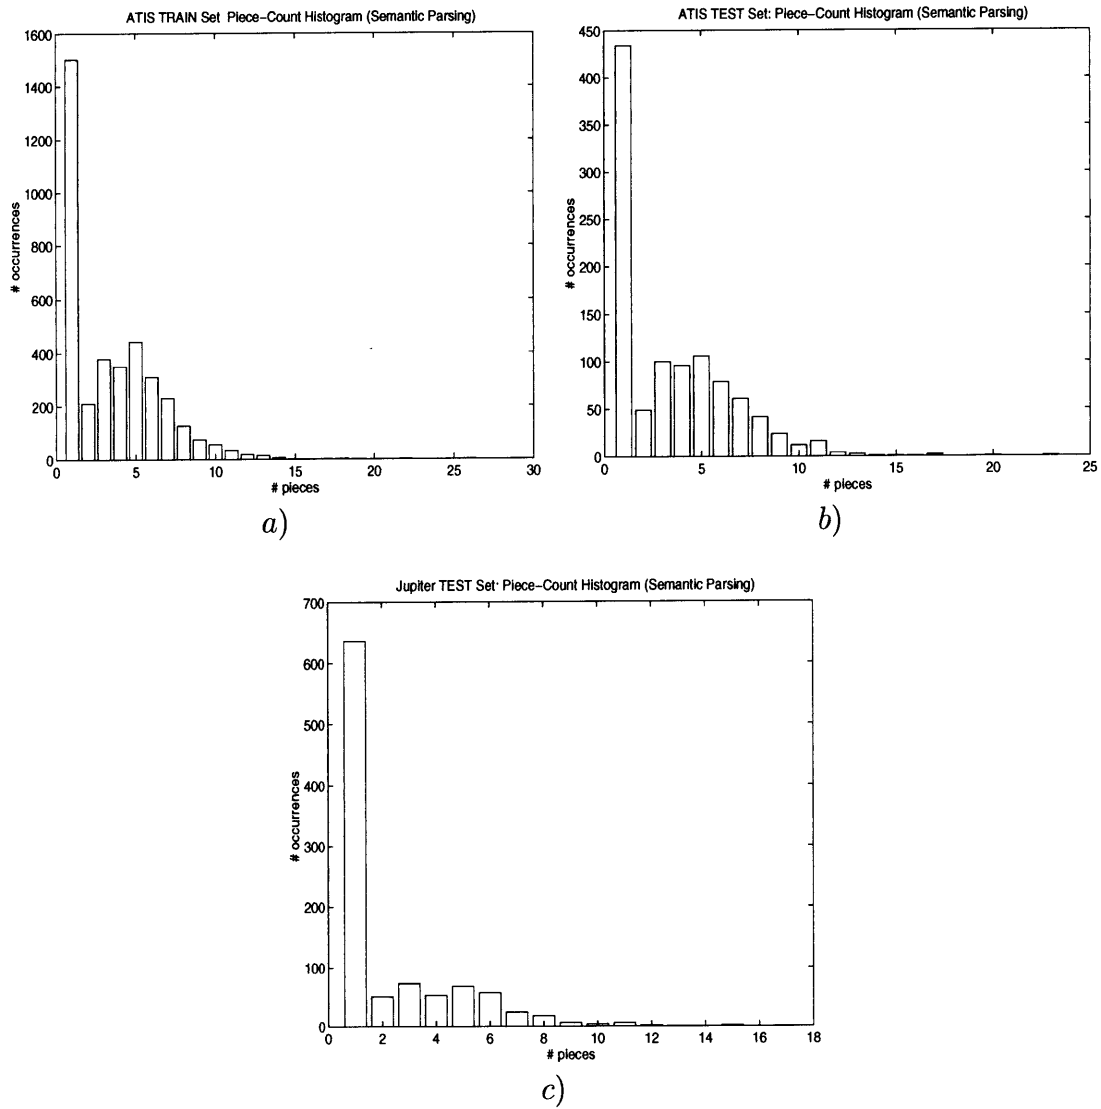 ATIS TRAIN Set Piece-Count Histogram (Semantic Parsing)
1600
1400
1200
1000
800
600
400
200
0
# occurrences
0 5 10 15 20 25 30
# pieces
a)
ATIS TEST Set: Piece-Count Histogram (Semantic Parsing)
450
400
350
300
250
200
150
100
50
0
# occurrences
0 5 10 15 20 25
# pieces
b)
Jupiter TEST Set: Piece-Count Histogram (Semantic Parsing)
700
600
500
400
300
200
100
0
# occurrences
0 2 4 6 8 10 12 14 16 18
# pieces
c)